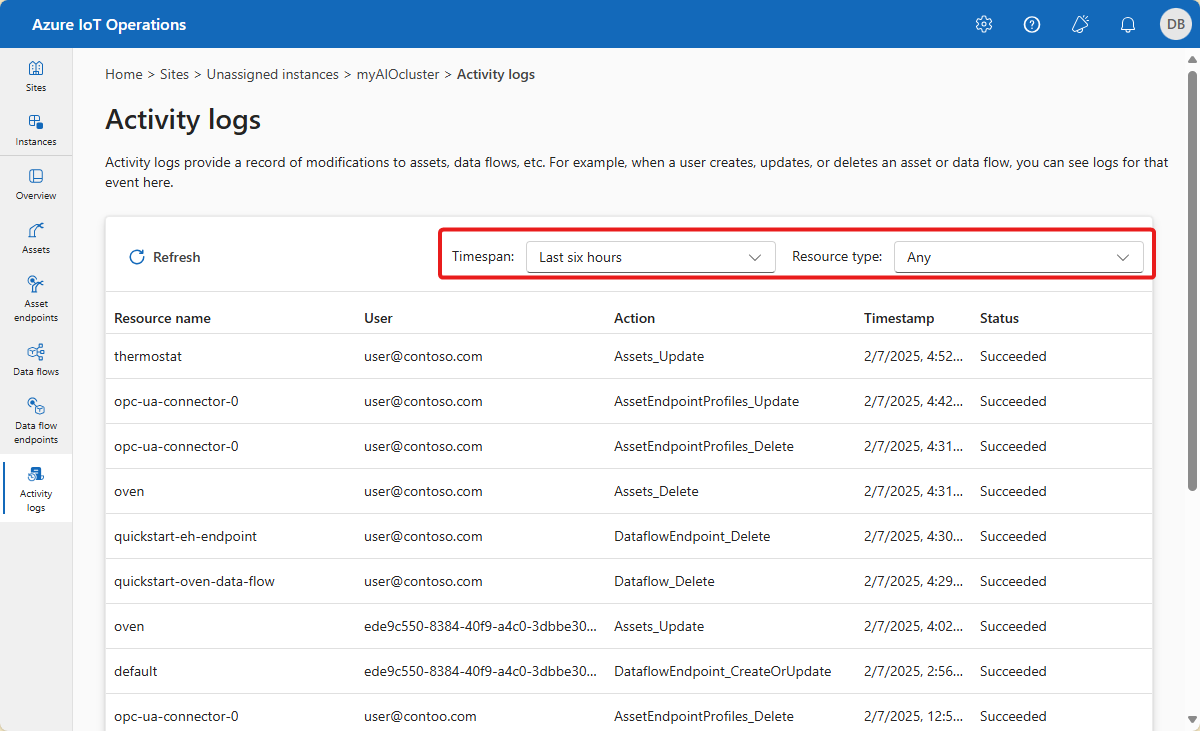 Azure IoT Operations
DB
Sites
Instances
Overview
Assets
Asset
endpoints
Data flows
Data flow
endpoints
Activity
logs
Home > Sites > Unassigned instances > myAIOcluster > Activity logs
Activity logs
Activity logs provide a record of modifications to assets, data flows, etc. For example, when a user creates, updates, or deletes an asset or data flow, you can see logs for that
event here.
Refresh Timespan: Last six hours Resource type: Any
Resource name User Action Timestamp Status
thermostat user@contoso.com Assets_Update 2/7/2025, 4:52... Succeeded
opc-ua-connector-0 user@contoso.com AssetEndpointProfiles_Update 2/7/2025, 4:42... Succeeded
opc-ua-connector-0 user@contoso.com AssetEndpointProfiles_Delete 2/7/2025, 4:31... Succeeded
oven user@contoso.com Assets_Delete 2/7/2025, 4:31... Succeeded
quickstart-eh-endpoint user@contoso.com DataflowEndpoint_Delete 2/7/2025, 4:30... Succeeded
quickstart-oven-data-flow user@contoso.com Dataflow_Delete 2/7/2025, 4:29... Succeeded
oven ede9c550-8384-40f9-a4c0-3dbbe30... Assets_Update 2/7/2025, 4:02... Succeeded
default ede9c550-8384-40f9-a4c0-3dbbe30... DataflowEndpoint_CreateOrUpdate 2/7/2025, 2:56... Succeeded
opc-ua-connector-0 user@contoo.com AssetEndpointProfiles_Delete 2/7/2025, 12:5... Succeeded